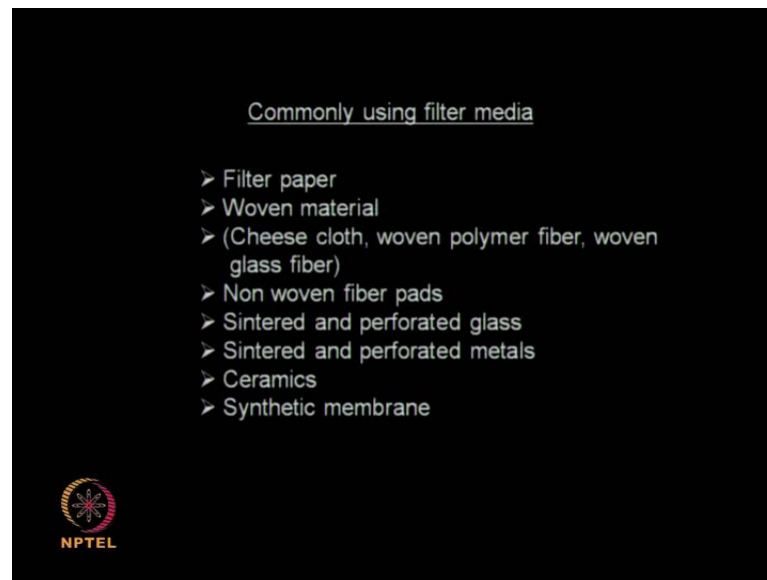 Commonly using filter media
➢ Filter paper
➢ Woven material
➢ (Cheese cloth, woven polymer fiber, woven
glass fiber)
➢ Non woven fiber pads
➢ Sintered and perforated glass
➢ Sintered and perforated metals
➢ Ceramics
➢ Synthetic membrane
NPTEL